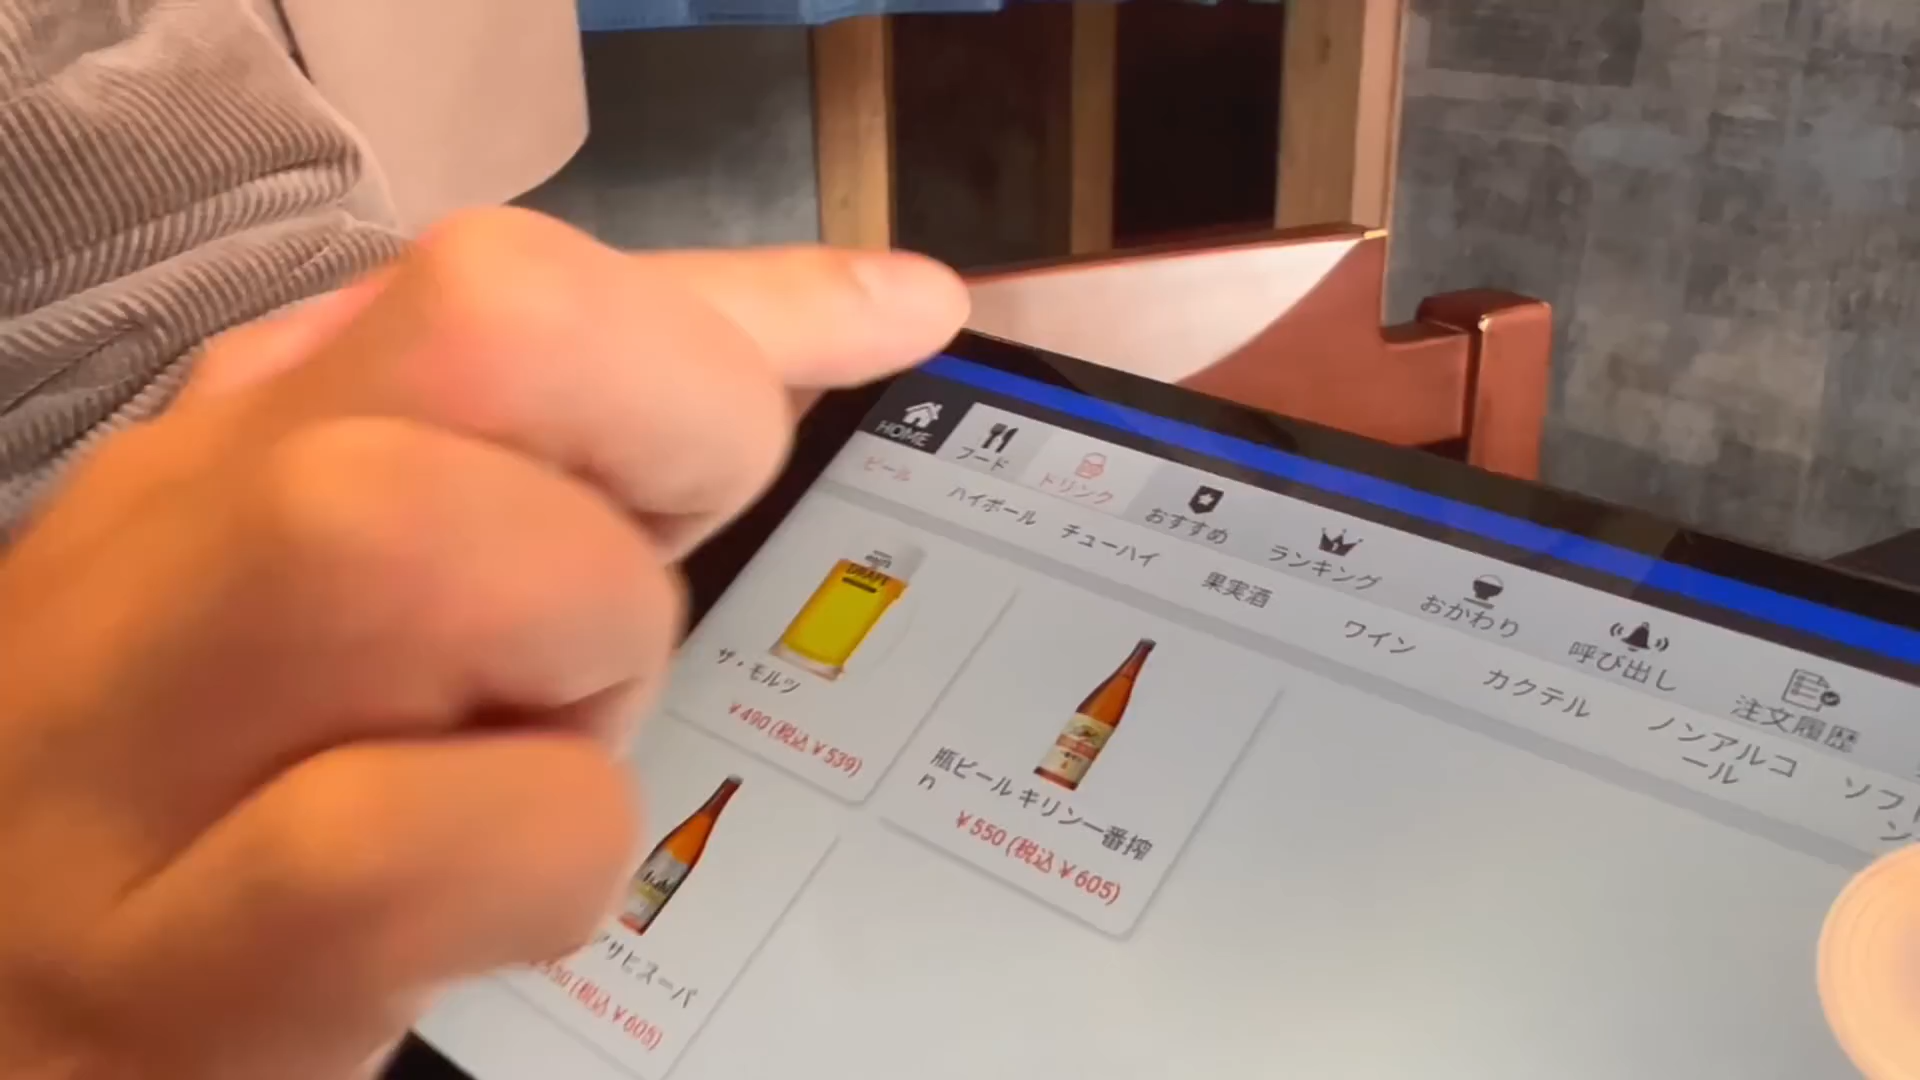 HOME
フード
ドリンク
おすすめ
ランキング
おかわり
呼び出し
注文履歴
ビール
ハイボール
チューハイ
果実酒
ワイン
カクテル
ノンアルコ
ール
ソフト
ン
ザ・モルツ
¥490 (税込¥539)
瓶ビール キリン一番搾
n
¥550 (税込¥605)
アサヒスーパ
(税込¥605)